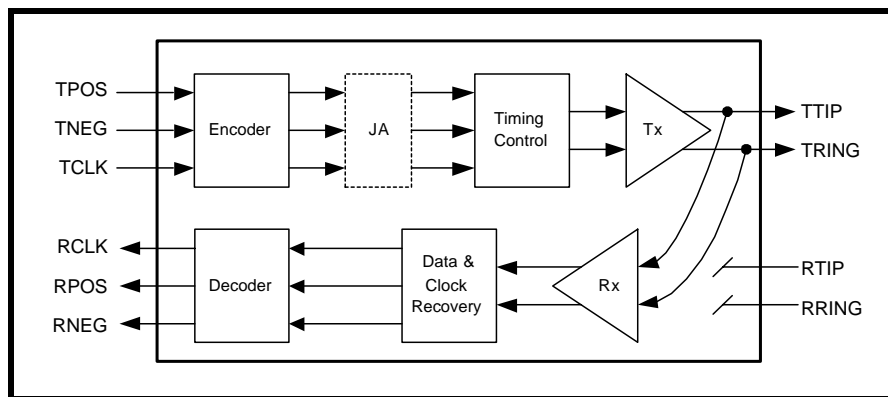 TPOS
TNEG
TCLK
Encoder
JA
Timing
Control
Tx
TTIP
TRING
RCLK
RPOS
RNEG
Decoder
Data &
Clock
Recovery
Rx
RTIP
RRING